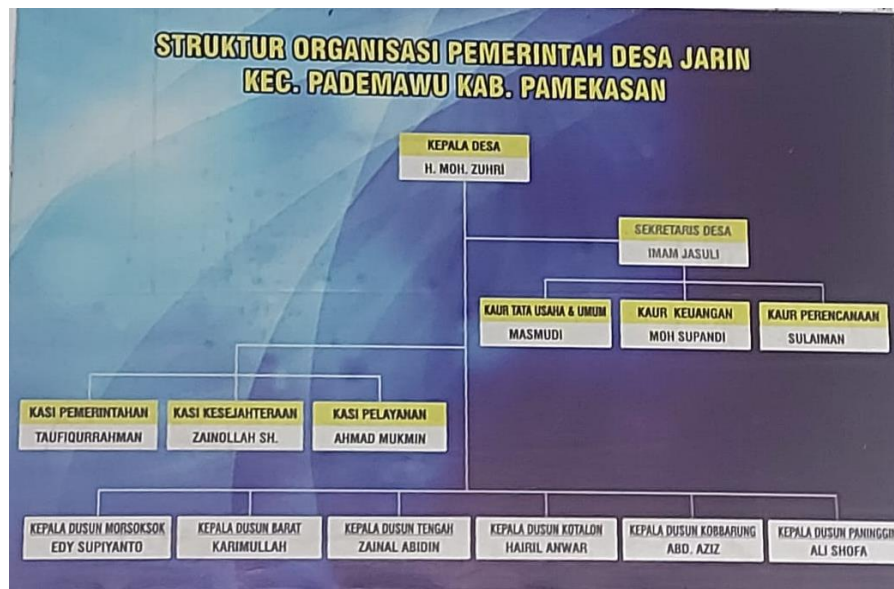 STRUKTUR ORGANISASI PEMERINTAH DESA JARIN
KEC. PADEMAWU KAB. PAMEKASAN
KEPALA DESA
H. MOH. ZUHRI
SEKRETARIS DESA
IMAM JASULI
KAUR TATA USAHA & UMUM
MASMUDI
KAUR KEUANGAN
MOH SUPANDI
KAUR PERENCANAAN
SULAIMAN
KASI PEMERINTAHAN
TAUFIQURRAHMAN
KASI KESEJAHTERAAN
ZAINOLLAH SH.
KASI PELAYANAN
AHMAD MUKMIN
KEPALA DUSUN MORSOKSOK
EDY SUPIYANTO
KEPALA DUSUN BARAT
KARIMULLAH
KEPALA DUSUN TENGAH
ZAINAL ABIDIN
KEPALA DUSUN KOTALON
HAIRIL ANWAR
KEPALA DUSUN KOBBARUNG
ABD. AZIZ
KEPALA DUSUN
ALI SHOFA